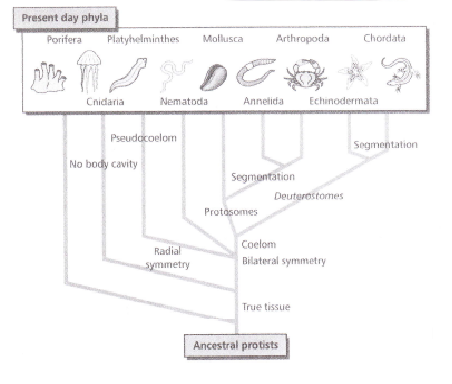 Present day phyla
Porifera Platyhelminthes Mollusca Arthropoda Chordata
Cnidaria Nematoda Annelida Echinodermata
Pseudocoelom
Segmentation
No body cavity
Segmentation
Deuterostomes
Protosomes
Coelom
Radial
symmetry
Bilateral symmetry
True tissue
Ancestral protists